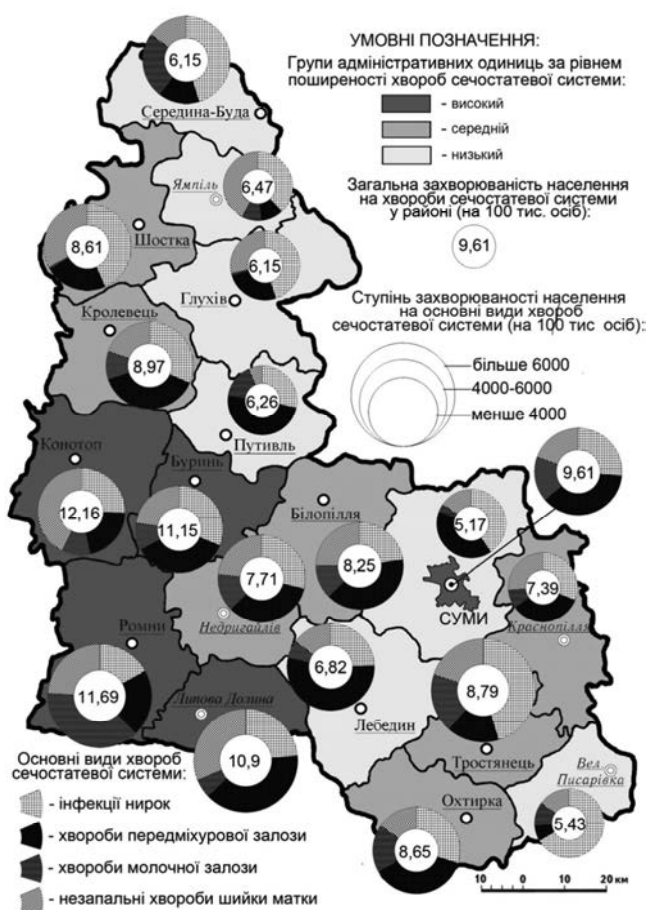 УМОВНІ ПОЗНАЧЕННЯ:
Групи адміністративних одиниць за рівнем
поширеності хвороб сечостатевої системи:
- високий
- середній
- низький
Загальна захворюваність населення
на хвороби сечостатевої системи
у районі (на 100 тис. осіб):
9,61
Ступінь захворюваності населення
на основні види хвороб
сечостатевої системи (на 100 тис осіб):
більше 6000
4000-6000
менше 4000
6,15
Середина-Буда
Ямпіль
6,47
8,61
Шостка
6,15
Глухів
Кролевець
8,97
6,26
Путивль
Конотоп
12,16
Буринь
11,15
Білопілля
8,25
7,71
Недригайлів
5,17
9,61
СУМИ
7,39
Краснопілля
Ромни
11,69
Липова Долина
10,9
6,82
Лебедин
8,79
Тростянець
Вел.
Писарівка
5,43
Охтирка
8,65
Основні види хвороб
сечостатевої системи:
- інфекції нирок
- хвороби передміхурової залози
- хвороби молочної залози
- незапальні хвороби шийки матки
10 0 10 20 км